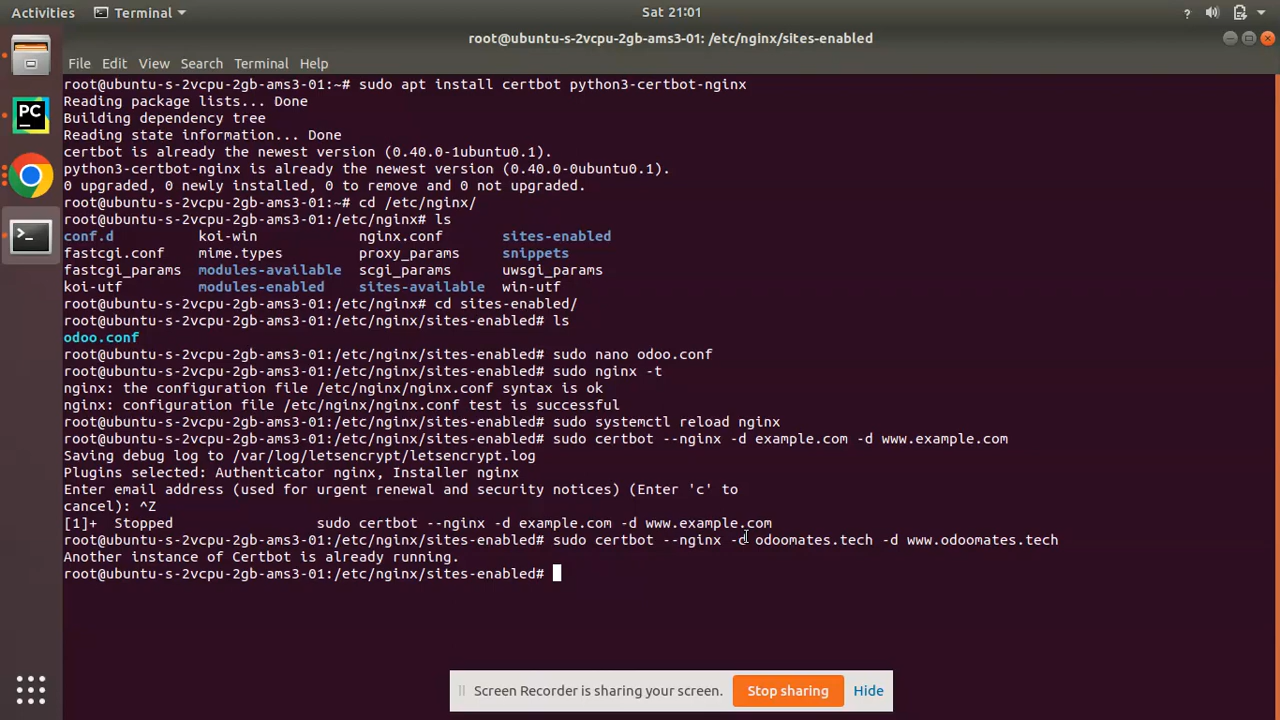 Activities Terminal Sat 21:01 ?
root@ubuntu-s-2vcpu-2gb-ams3-01: /etc/nginx/sites-enabled
File Edit View Search Terminal Help
root@ubuntu-s-2vcpu-2gb-ams3-01:~# sudo apt install certbot python3-certbot-nginx
Reading package lists... Done
Building dependency tree
Reading state information... Done
certbot is already the newest version (0.40.0-1ubuntu0.1).
python3-certbot-nginx is already the newest version (0.40.0-0ubuntu0.1).
0 upgraded, 0 newly installed, 0 to remove and 0 not upgraded.
root@ubuntu-s-2vcpu-2gb-ams3-01:~# cd /etc/nginx/
root@ubuntu-s-2vcpu-2gb-ams3-01:/etc/nginx# ls
conf.d koi-win nginx.conf sites-enabled
fastcgi.conf mime.types proxy_params snippets
fastcgi_params modules-available scgi_params uwsgi_params
koi-utf modules-enabled sites-available win-utf
root@ubuntu-s-2vcpu-2gb-ams3-01:/etc/nginx# cd sites-enabled/
root@ubuntu-s-2vcpu-2gb-ams3-01:/etc/nginx/sites-enabled# ls
odoo.conf
root@ubuntu-s-2vcpu-2gb-ams3-01:/etc/nginx/sites-enabled# sudo nano odoo.conf
root@ubuntu-s-2vcpu-2gb-ams3-01:/etc/nginx/sites-enabled# sudo nginx -t
nginx: the configuration file /etc/nginx/nginx.conf syntax is ok
nginx: configuration file /etc/nginx/nginx.conf test is successful
root@ubuntu-s-2vcpu-2gb-ams3-01:/etc/nginx/sites-enabled# sudo systemctl reload nginx
root@ubuntu-s-2vcpu-2gb-ams3-01:/etc/nginx/sites-enabled# sudo certbot --nginx -d example.com -d www.example.com
Saving debug log to /var/log/letsencrypt/letsencrypt.log
Plugins selected: Authenticator nginx, Installer nginx
Enter email address (used for urgent renewal and security notices) (Enter 'c' to
cancel): ^Z
[1]+ Stopped sudo certbot --nginx -d example.com -d www.example.com
root@ubuntu-s-2vcpu-2gb-ams3-01:/etc/nginx/sites-enabled# sudo certbot --nginx -d odoomates.tech -d www.odoomates.tech
Another instance of Certbot is already running.
root@ubuntu-s-2vcpu-2gb-ams3-01:/etc/nginx/sites-enabled#
PC
Screen Recorder is sharing your screen. Stop sharing Hide